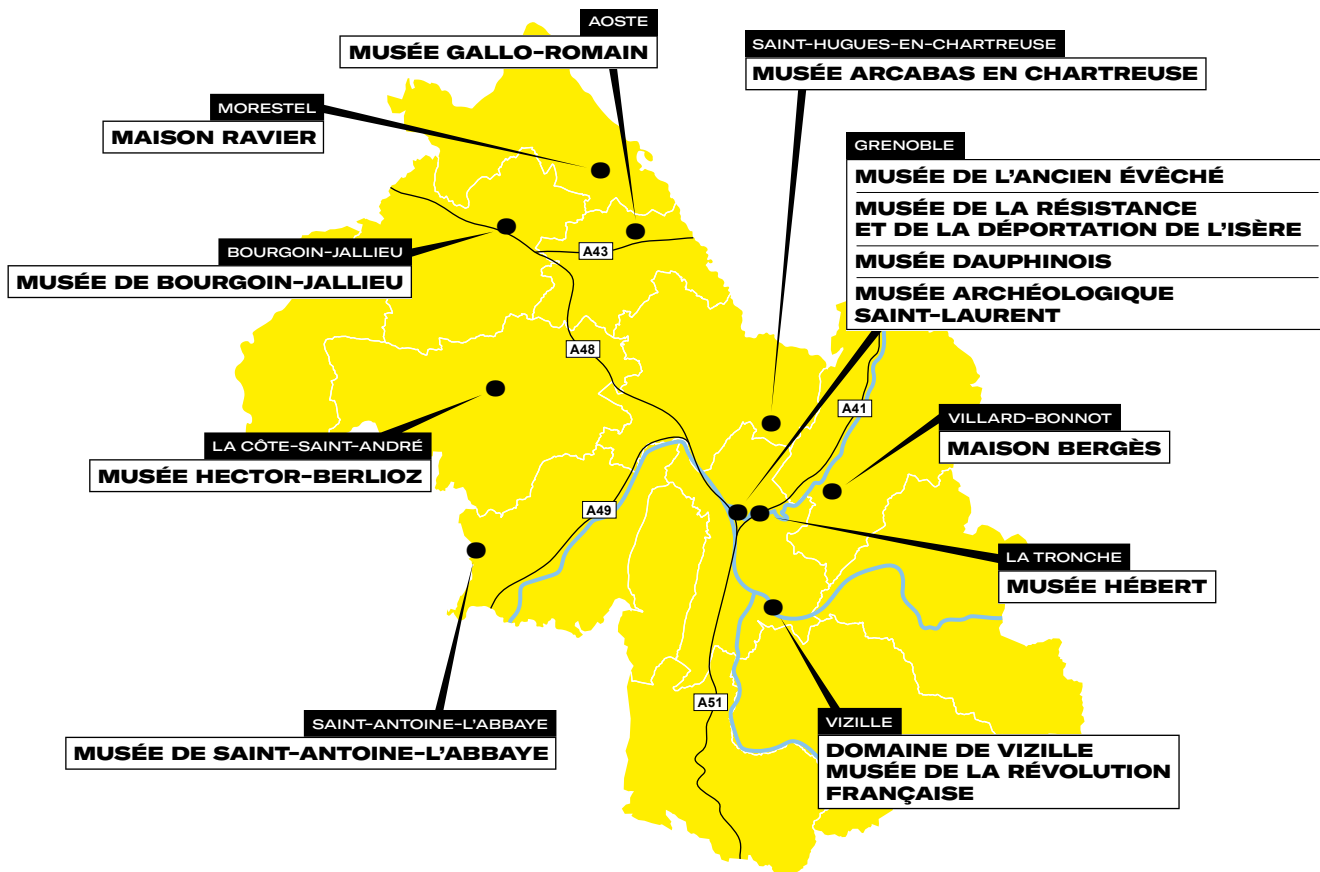 AOSTE
MUSÉE GALLO-ROMAIN
SAINT-HUGUES-EN-CHARTREUSE
MUSÉE ARCABAS EN CHARTREUSE
MORESTEL
MAISON RAVIER
GRENOBLE
MUSÉE DE L'ANCIEN ÉVÊCHÉ
MUSÉE DE LA RÉSISTANCE
ET DE LA DÉPORTATION DE L'ISÈRE
MUSÉE DAUPHINOIS
MUSÉE ARCHÉOLOGIQUE
SAINT-LAURENT
BOURGOIN-JALLIEU
MUSÉE DE BOURGOIN-JALLIEU
A43
A48
A41
VILLARD-BONNOT
MAISON BERGÈS
LA CÔTE-SAINT-ANDRÉ
MUSÉE HECTOR-BERLIOZ
A49
LA TRONCHE
MUSÉE HÉBERT
A51
SAINT-ANTOINE-L'ABBAYE
MUSÉE DE SAINT-ANTOINE-L'ABBAYE
VIZILLE
DOMAINE DE VIZILLE
MUSÉE DE LA RÉVOLUTION
FRANÇAISE